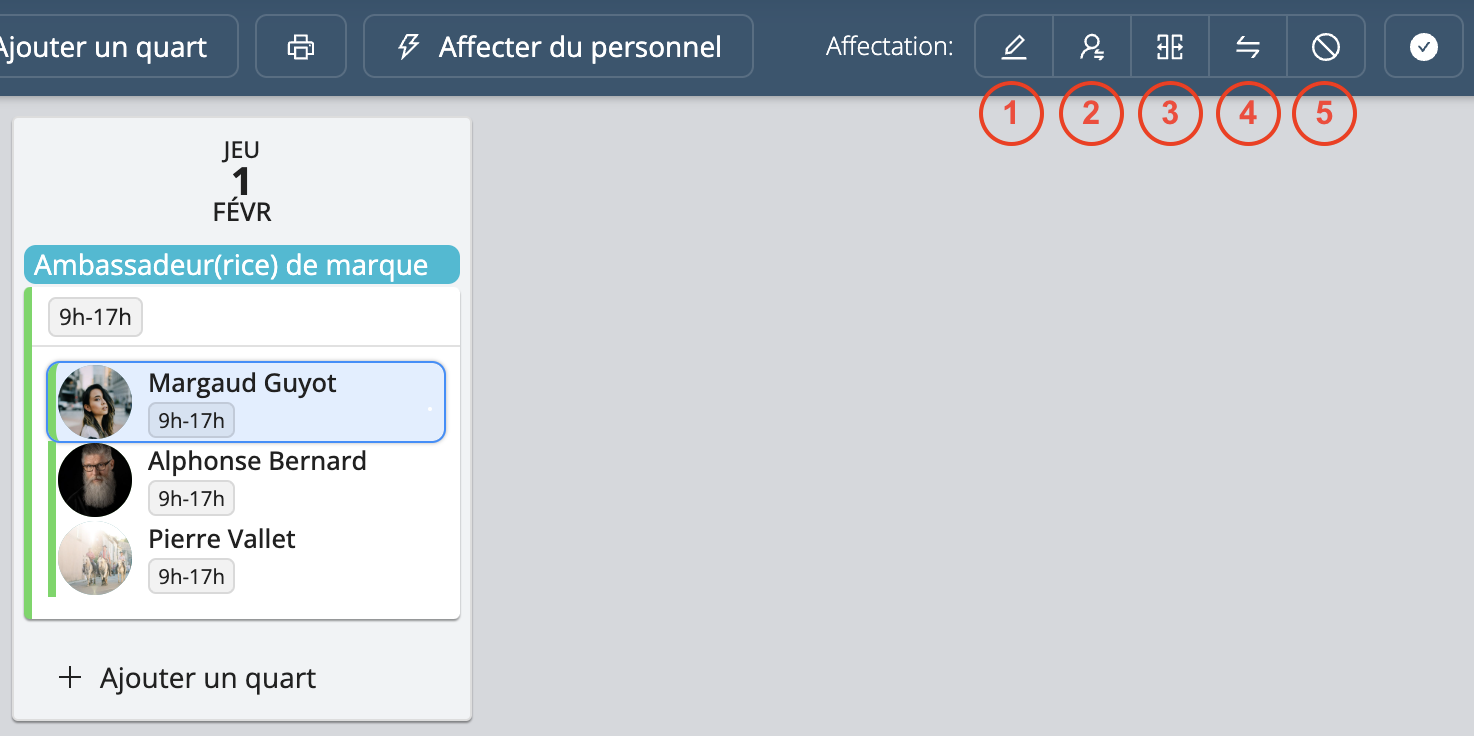 Ajouter un quart
Affecter du personnel
Affectation:
1 2 3 4 5
JEU
1
FÉVR
Ambassadeur(rice) de marque
9h-17h
Margaud Guyot
9h-17h
Alphonse Bernard
9h-17h
Pierre Vallet
9h-17h
+ Ajouter un quart